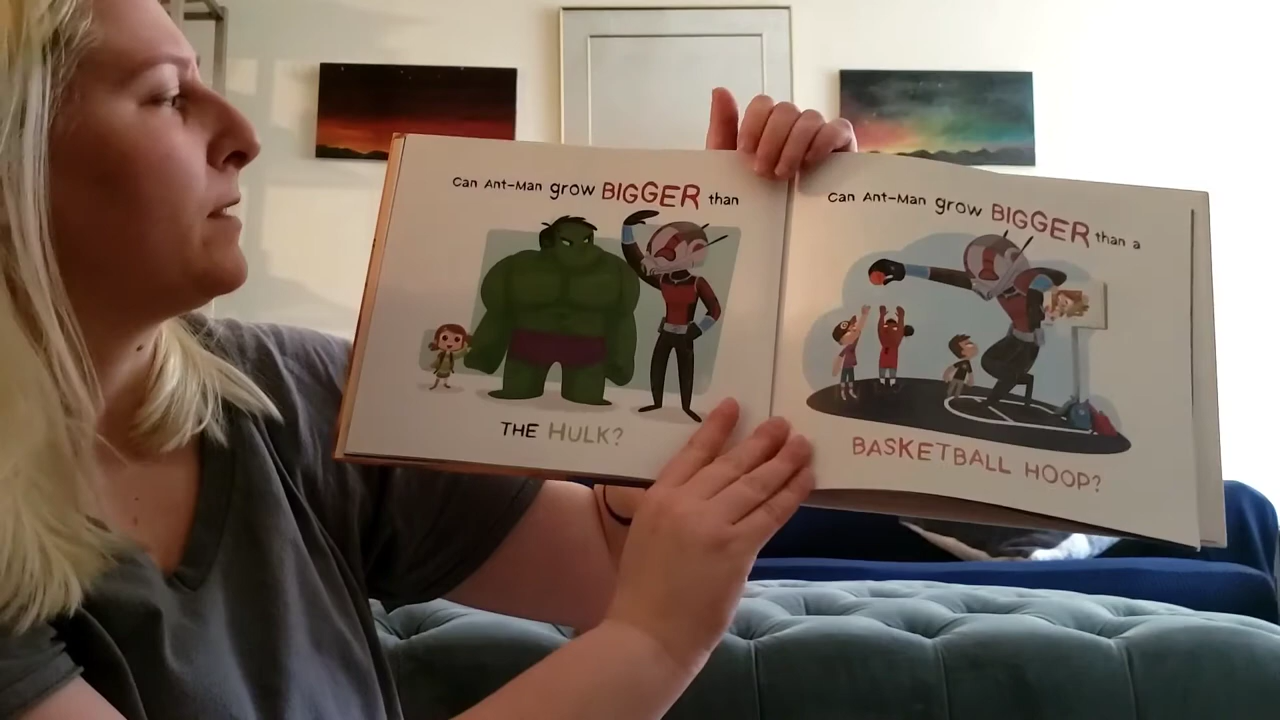 Can Ant-Man grow BIGGER than
THE HULK?
Can Ant-Man grow BIGGER than a
BASKETBALL HOOP?